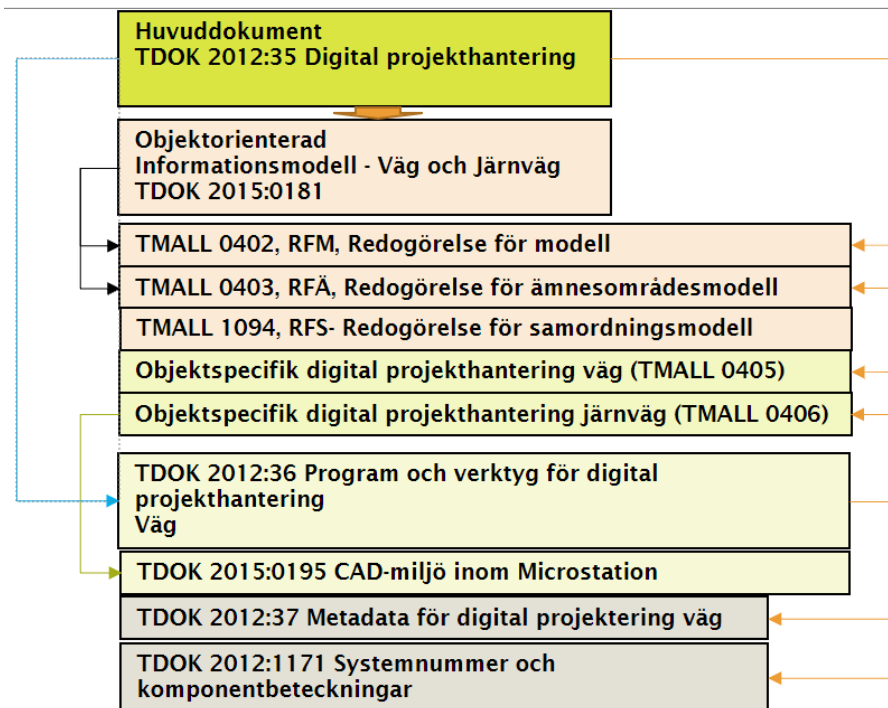 Huvuddokument
TDOK 2012:35 Digital projekthantering
Objektorienterad
Informationsmodell - Väg och Järnväg
TDOK 2015:0181
TMALL 0402, RFM, Redogörelse för modell
TMALL 0403, RFÄ, Redogörelse för ämnesområdesmodell
TMALL 1094, RFS- Redogörelse för samordningsmodell
Objektspecifik digital projekthantering väg (TMALL 0405)
Objektspecifik digital projekthantering järnväg (TMALL 0406)
TDOK 2012:36 Program och verktyg för digital
projekthantering
Väg
TDOK 2015:0195 CAD-miljö inom Microstation
TDOK 2012:37 Metadata för digital projektering väg
TDOK 2012:1171 Systemnummer och
komponentbeteckningar